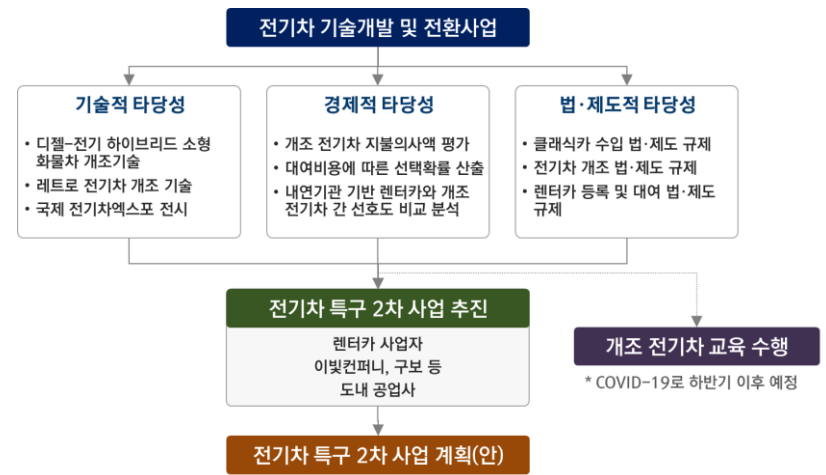 전기차 기술개발 및 전환사업
기술적 타당성
• 디젤-전기 하이브리드 소형
화물차 개조기술
• 레트로 전기차 개조 기술
• 국제 전기차엑스포 전시
경제적 타당성
• 개조 전기차 지불의사액 평가
• 대여비용에 따른 선택확률 산출
• 내연기관 기반 렌터카와 개조
전기차 간 선호도 비교 분석
법·제도적 타당성
• 클래식카 수입 법·제도 규제
• 전기차 개조 법·제도 규제
• 렌터카 등록 및 대여 법·제도
규제
전기차 특구 2차 사업 추진
렌터카 사업자
이빛컨퍼니, 구보 등
도내 공업사
개조 전기차 교육 수행
* COVID-19로 하반기 이후 예정
전기차 특구 2차 사업 계획(안)